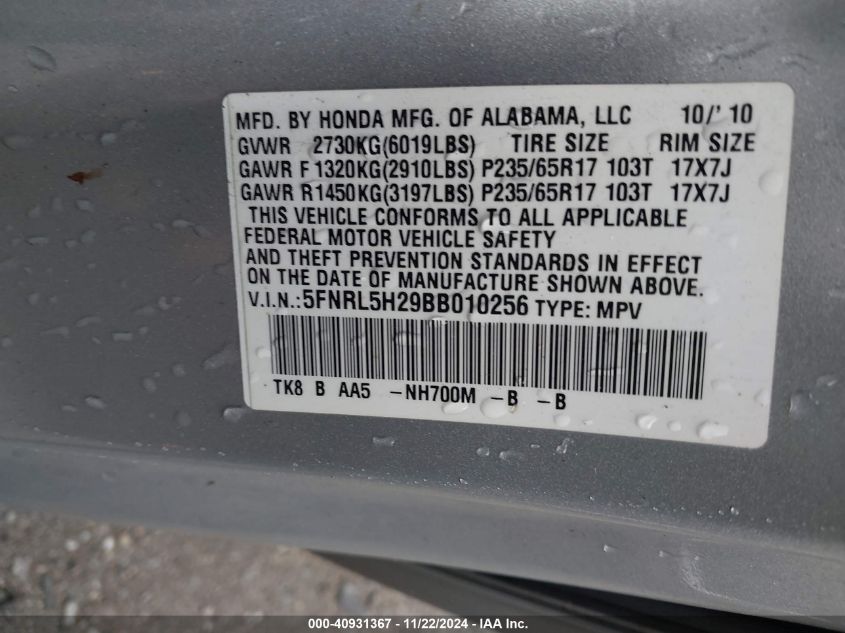 MFD. BY HONDA MFG. OF ALABAMA, LLC 10/' 10
GVWR 2730KG(6019LBS) TIRE SIZE RIM SIZE
GAWR F 1320KG(2910LBS) P235/65R17 103T 17X7J
GAWR R1450KG(3197LBS) P235/65R17 103T 17X7J
THIS VEHICLE CONFORMS TO ALL APPLICABLE
FEDERAL MOTOR VEHICLE SAFETY
AND THEFT PREVENTION STANDARDS IN EFFECT
ON THE DATE OF MANUFACTURE SHOWN ABOVE.
V.I.N.:5FNRL5H29BB010256 TYPE: MPV
TK8 B AA5 -NH700M -B -B
000-40931367 - 11/22/2024 - IAA Inc.